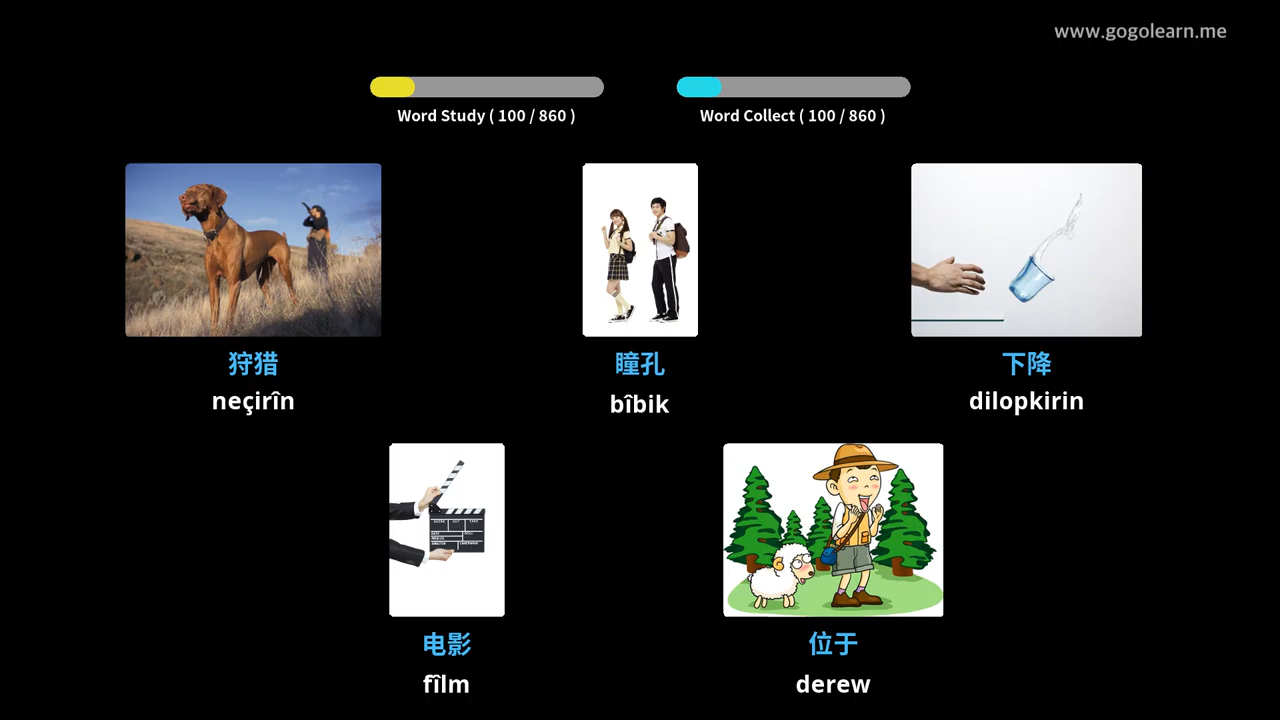 www.gogolearn.me
Word Study ( 100 / 860 )
Word Collect ( 100 / 860 )
狩猎
neçirîn
瞳孔
bîbik
下降
dilopkirin
电影
fîlm
位于
derew